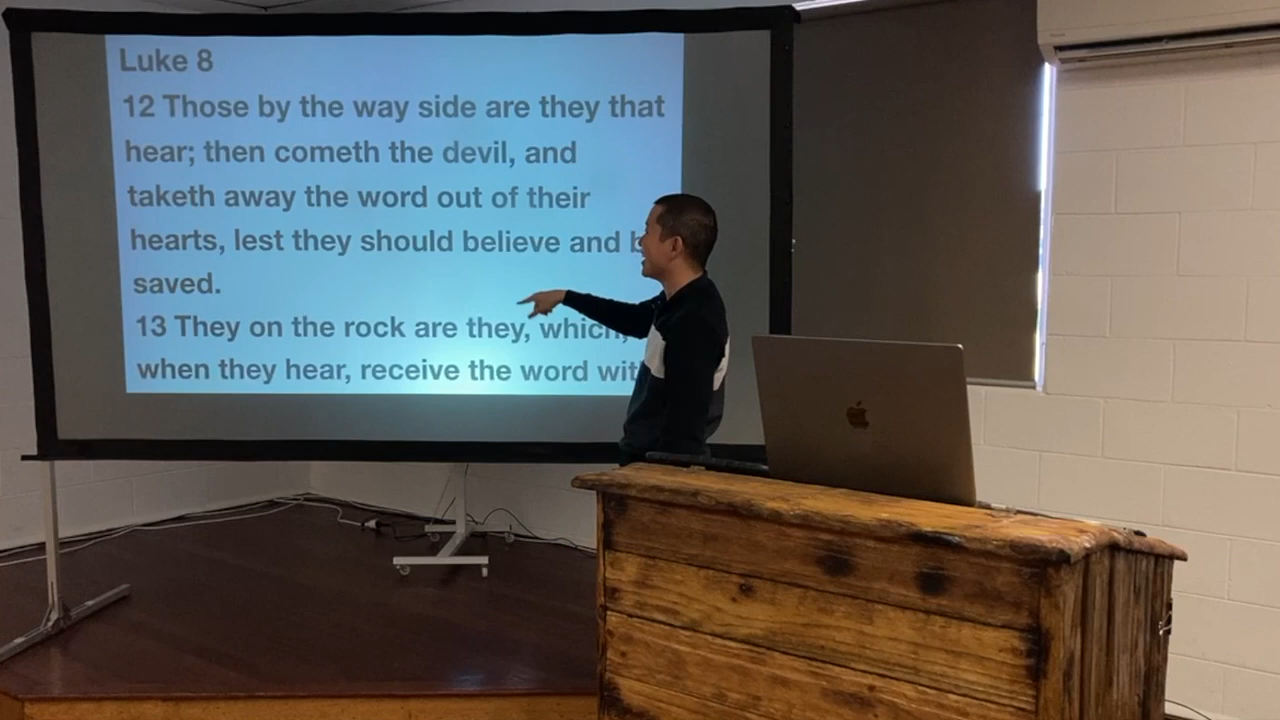 Luke 8
12 Those by the way side are they that
hear; then cometh the devil, and
taketh away the word out of their
hearts, lest they should believe and
saved.
13 They on the rock are they, which,
when they hear, receive the word